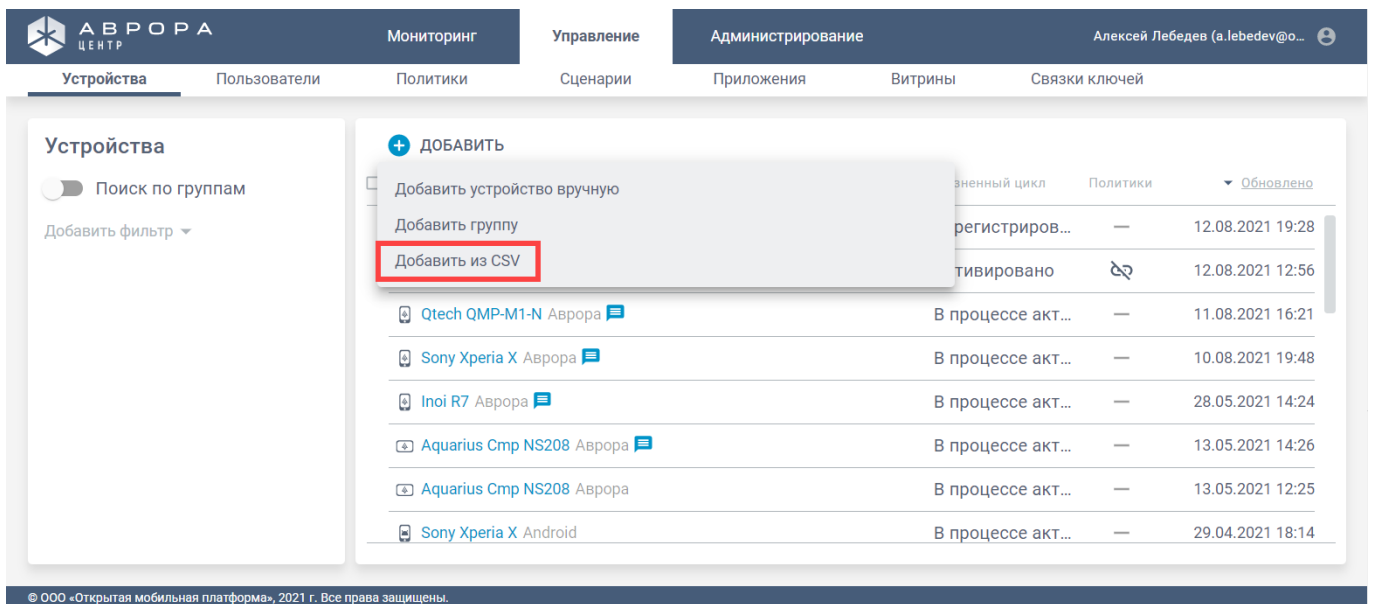 АВРОРА
ЦЕНТР
Мониторинг Управление Администрирование Алексей Лебедев (a.lebedev@o...
Устройства Пользователи Политики Сценарии Приложения Витрины Связки ключей
Устройства
Поиск по группам
Добавить фильтр
ДОБАВИТЬ
Добавить устройство вручную
Добавить группу
Добавить из CSV
зненный цикл Политики Обновлено
регистриров... — 12.08.2021 19:28
тивировано 12.08.2021 12:56
Qtech QMP-M1-N Аврора В процессе акт... — 11.08.2021 16:21
Sony Xperia X Аврора В процессе акт... — 10.08.2021 19:48
Inoi R7 Аврора В процессе акт... — 28.05.2021 14:24
Aquarius Cmp NS208 Аврора В процессе акт... — 13.05.2021 14:26
Aquarius Cmp NS208 Аврора В процессе акт... — 13.05.2021 12:25
Sony Xperia X Android В процессе акт... — 29.04.2021 18:14
© ООО «Открытая мобильная платформа», 2021 г. Все права защищены.